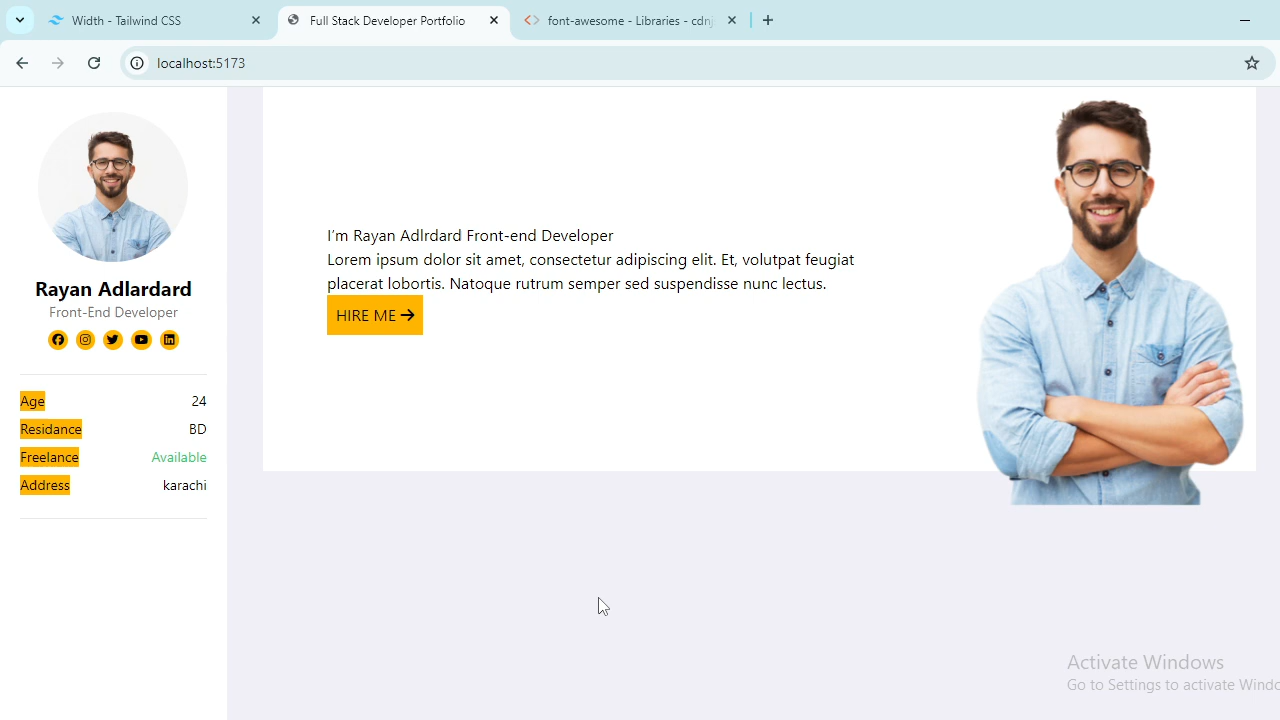 Width - Tailwind CSS
Full Stack Developer Portfolio
font-awesome - Libraries - cdnj
localhost:5173
Rayan Adlardard
Front-End Developer
Age 24
Residance BD
Freelance Available
Address karachi
I'm Rayan Adlrdard Front-end Developer
Lorem ipsum dolor sit amet, consectetur adipiscing elit. Et, volutpat feugiat
placerat lobortis. Natoque rutrum semper sed suspendisse nunc lectus.
HIRE ME
Activate Windows
Go to Settings to activate Windo